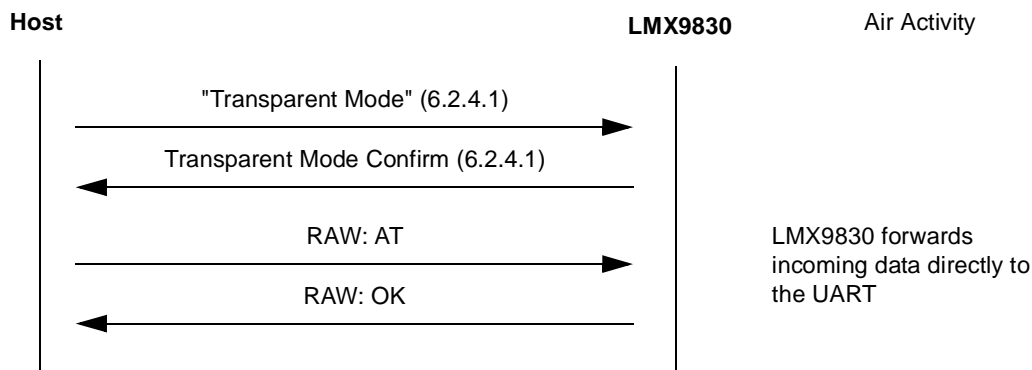 Host
LMX9830
Air Activity
"Transparent Mode" (6.2.4.1)
Transparent Mode Confirm (6.2.4.1)
RAW: AT
LMX9830 forwards
incoming data directly to
the UART
RAW: OK